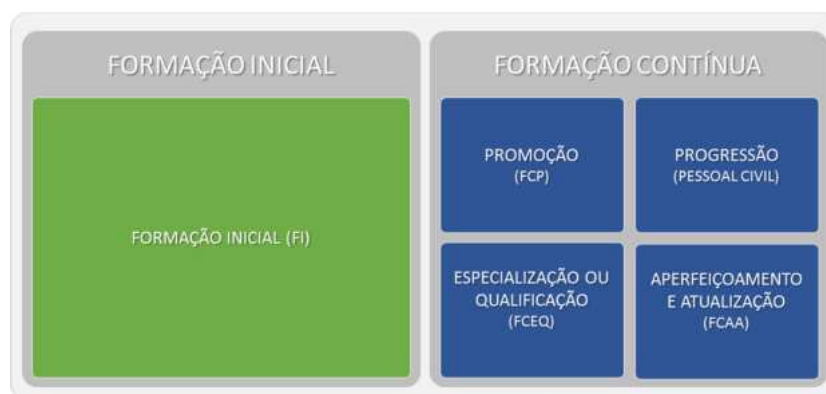 FORMAÇÃO INICIAL
FORMAÇÃO INICIAL (FI)
FORMAÇÃO CONTÍNUA
PROMOÇÃO
(FCP)
PROGRESSÃO
(PESSOAL CIVIL)
ESPECIALIZAÇÃO OU
QUALIFICAÇÃO
(FCEQ)
APERFEIÇOAMENTO
E ATUALIZAÇÃO
(FCAA)